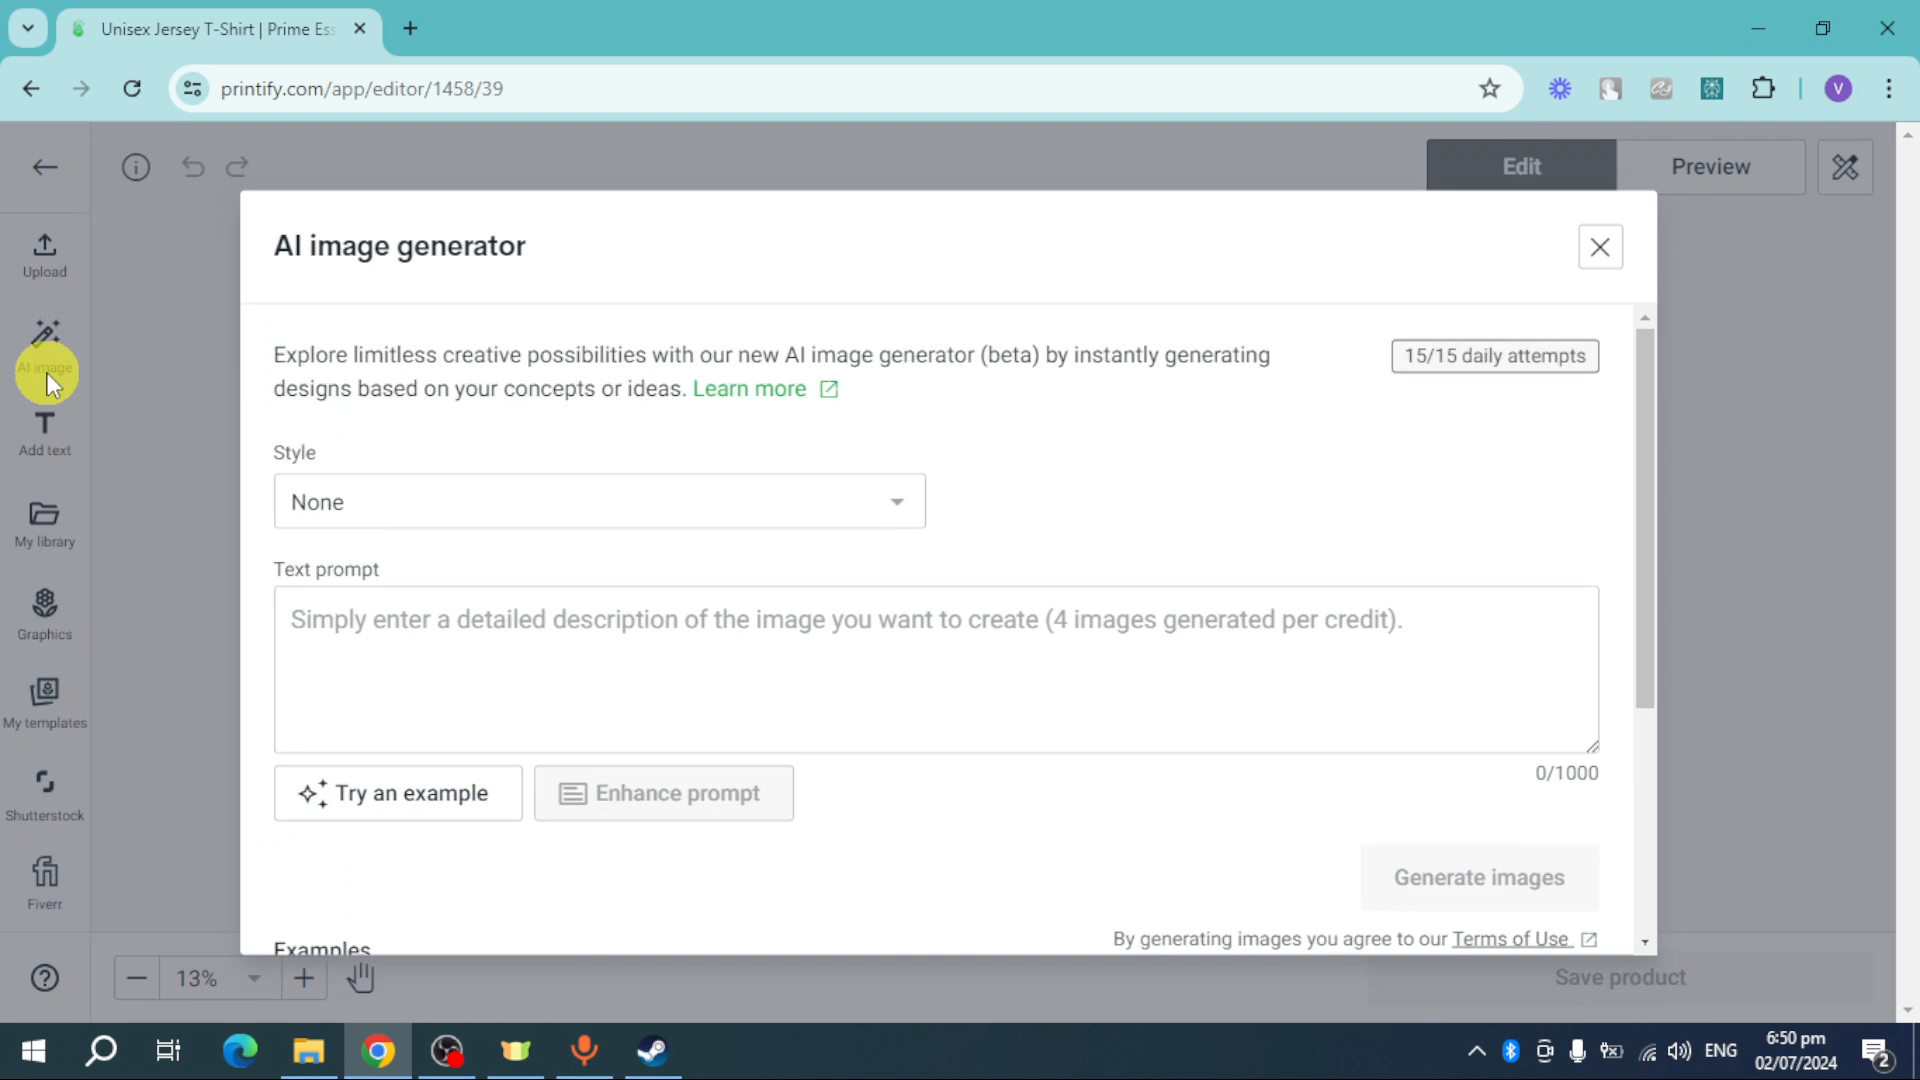 Unisex Jersey T-Shirt | Prime Ess
printify.com/app/editor/1458/39
V
Edit
Preview
Upload
AI image
Add text
My library
Graphics
My templates
Shutterstock
Fiverr
AI image generator
Explore limitless creative possibilities with our new AI image generator (beta) by instantly generating
designs based on your concepts or ideas. Learn more
15/15 daily attempts
Style
None
Text prompt
Simply enter a detailed description of the image you want to create (4 images generated per credit).
0/1000
Try an example
Enhance prompt
Generate images
By generating images you agree to our Terms of Use
Examples
13%
Save product
ENG
6:50 pm
02/07/2024
2